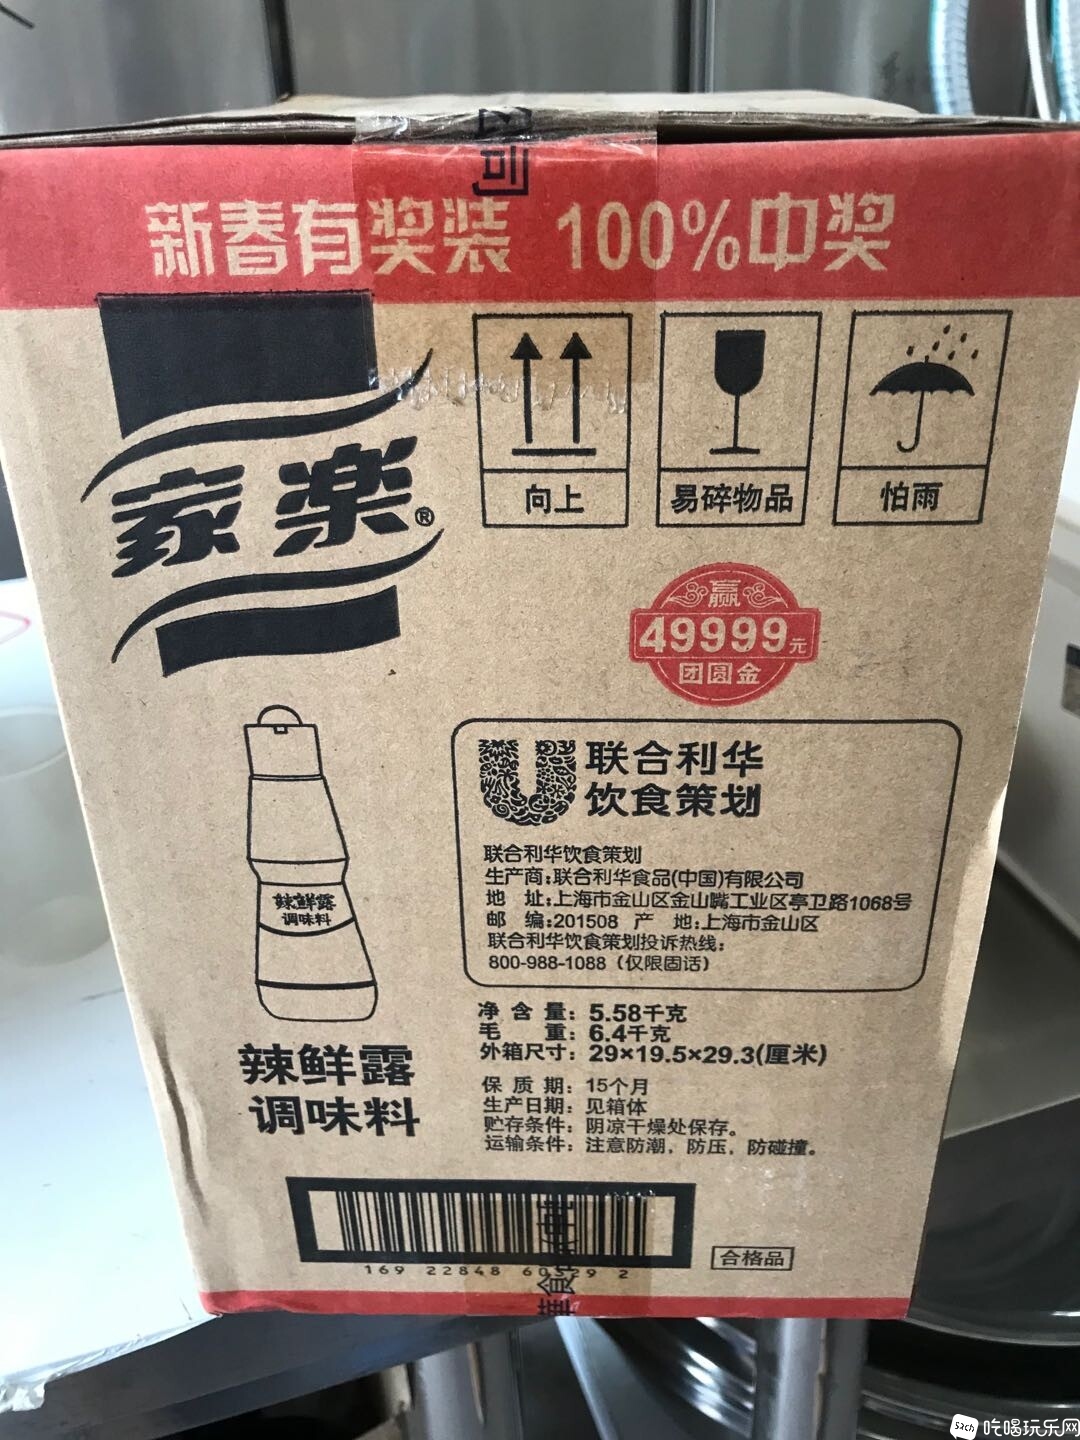 新春有奖装 100%中奖
家樂®
向上
易碎物品
怕雨
赢
49999元
团圆金
联合利华
饮食策划
联合利华饮食策划
生产商:联合利华食品(中国)有限公司
地 址:上海市金山区金山嘴工业区亭卫路1068号
邮 编:201508 产 地:上海市金山区
联合利华饮食策划投诉热线:
800-988-1088(仅限固话)
辣鲜露
调味料
净含量:5.58千克
毛 重:6.4千克
外箱尺寸:29×19.5×29.3(厘米)
辣鲜露
调味料
保质期:15个月
生产日期:见箱体
贮存条件:阴凉干燥处保存。
运输条件:注意防潮,防压,防碰撞。
合格品
吃喝玩乐网